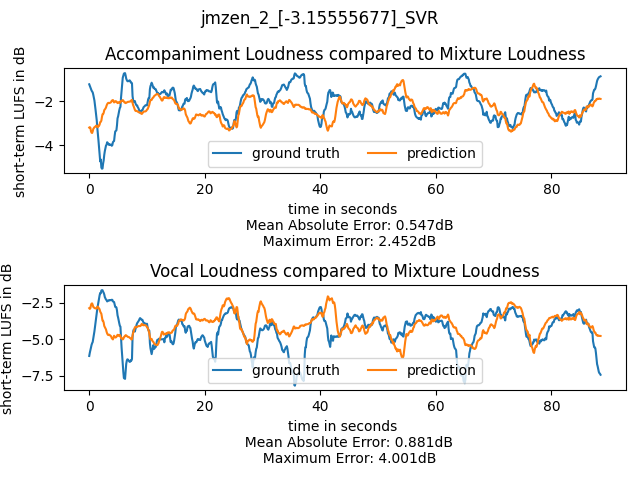 jmzen_2_[-3.15555677]_SVR
Accompaniment Loudness compared to Mixture Loudness
short-term LUFS in dB
−2
−4
ground truth
prediction
0 20 40 60 80
time in seconds
Mean Absolute Error: 0.547dB
Maximum Error: 2.452dB
Vocal Loudness compared to Mixture Loudness
short-term LUFS in dB
−2.5
−5.0
−7.5
ground truth
prediction
0 20 40 60 80
time in seconds
Mean Absolute Error: 0.881dB
Maximum Error: 4.001dB